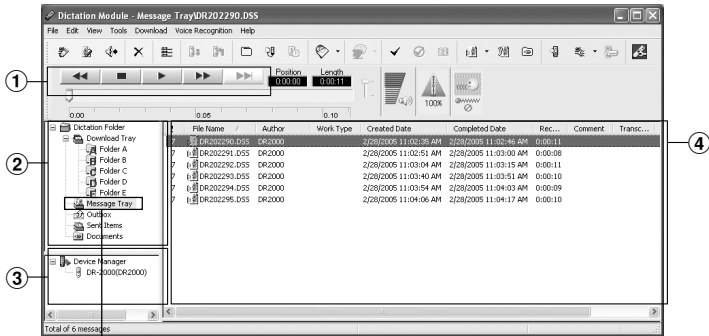 Dictation Module - Message Tray\DR202290.DSS
File Edit View Tools Download Voice Recognition Help
1
Position Length
0:00:00 0:00:11
100%
0.00 0.05 0.10
2
Dictation Folder
Download Tray
Folder A
Folder B
Folder C
Folder D
Folder E
Message Tray
Outbox
Sent Items
Documents
3
Device Manager
DR-2000(DR2000)
4
File Name / Author Work Type Created Date Completed Date Rec... Comment Transc...
7 DR202290.DSS DR2000 2/28/2005 11:02:35 AM 2/28/2005 11:02:46 AM 0:00:11
7 DR202291.DSS DR2000 2/28/2005 11:02:51 AM 2/28/2005 11:03:00 AM 0:00:08
7 DR202292.DSS DR2000 2/28/2005 11:03:04 AM 2/28/2005 11:03:15 AM 0:00:11
7 DR202293.DSS DR2000 2/28/2005 11:03:40 AM 2/28/2005 11:03:51 AM 0:00:10
7 DR202294.DSS DR2000 2/28/2005 11:03:54 AM 2/28/2005 11:04:03 AM 0:00:09
7 DR202295.DSS DR2000 2/28/2005 11:04:06 AM 2/28/2005 11:04:17 AM 0:00:10
Total of 6 messages